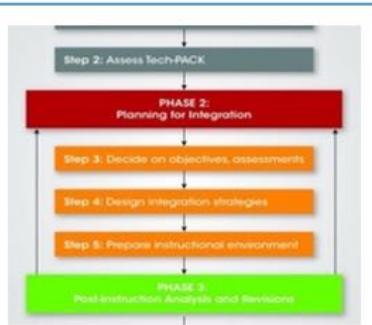 Step 2: Assess Tech-PACK
PHASE 2:
Planning for Integration
Step 3: Decide on objectives, assessments
Step 4: Design integration strategies
Step 5: Prepare instructional environment
PHASE 3:
Post-Instruction Analysis and Revisions